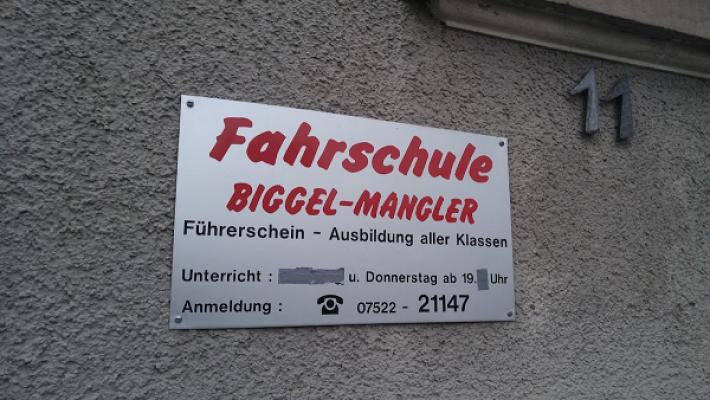 11
Fahrschule
BIGGEL-MANGLER
Führerschein - Ausbildung aller Klassen
Unterricht : u. Donnerstag ab 19. Uhr
Anmeldung : ☎ 07522 - 21147